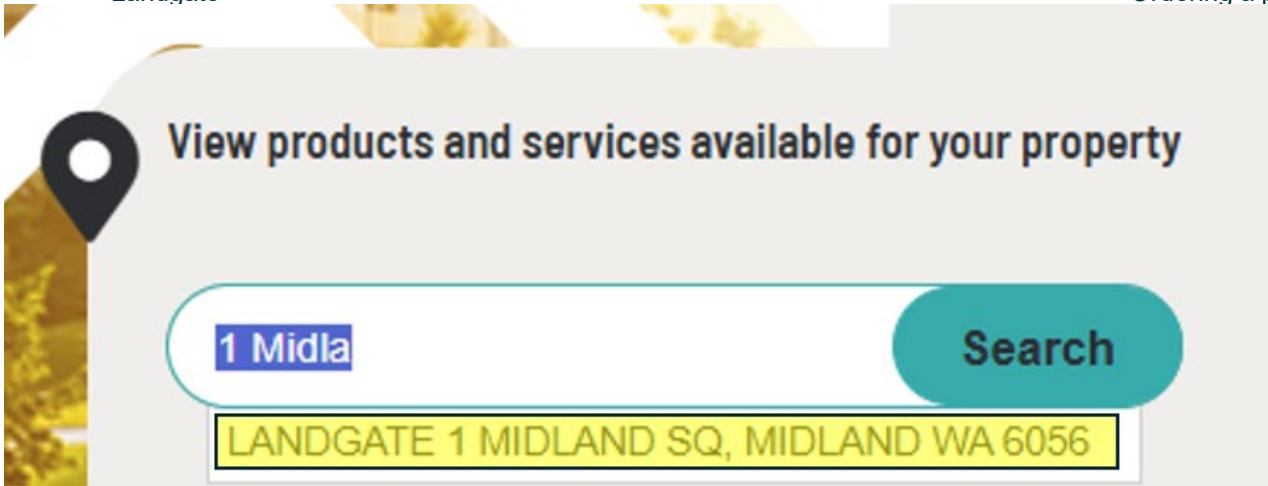 View products and services available for your property
1 Midla
Search
LANDGATE 1 MIDLAND SQ, MIDLAND WA 6056